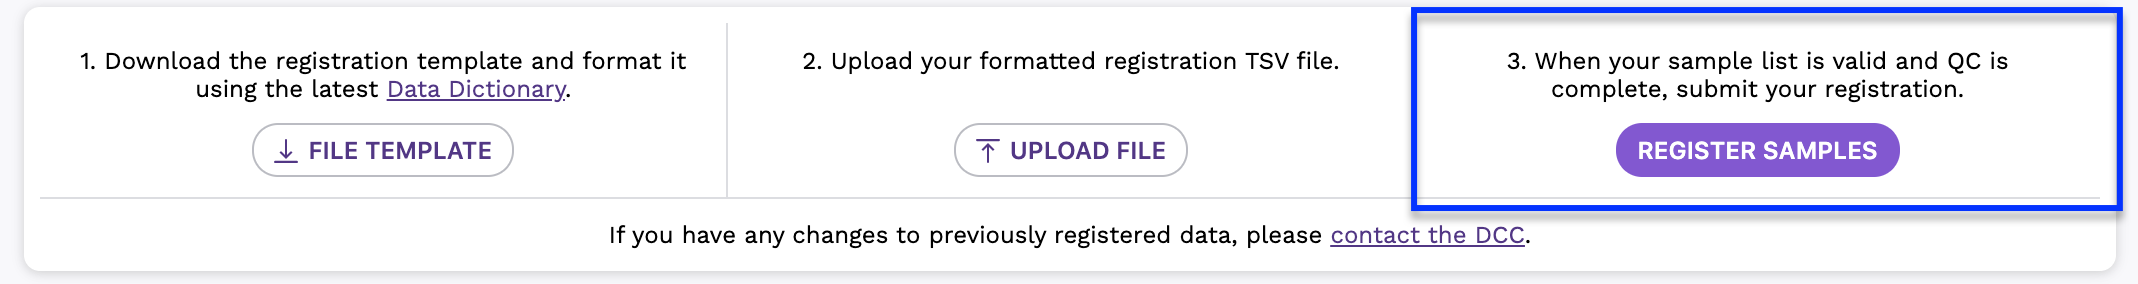 1. Download the registration template and format it
using the latest Data Dictionary.
FILE TEMPLATE
2. Upload your formatted registration TSV file.
UPLOAD FILE
3. When your sample list is valid and QC is
complete, submit your registration.
REGISTER SAMPLES
If you have any changes to previously registered data, please contact the DCC.